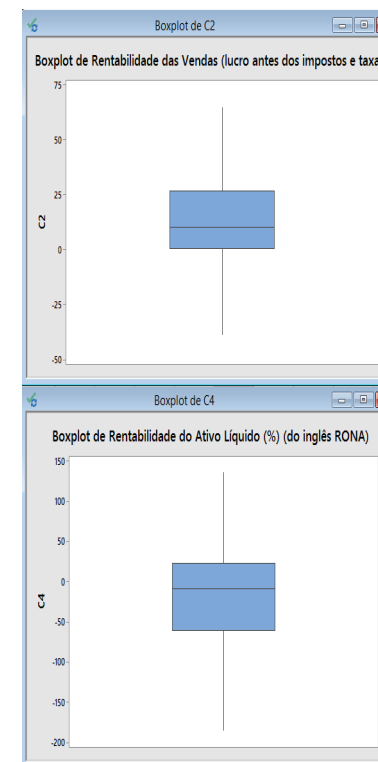 Boxplot de C2
Boxplot de Rentabilidade das Vendas (lucro antes dos impostos e taxa
75
50
25
0
-25
-50
C2
Boxplot de C4
Boxplot de Rentabilidade do Ativo Líquido (%) (do inglês RONA)
150
100
50
0
-50
-100
-150
-200
C4